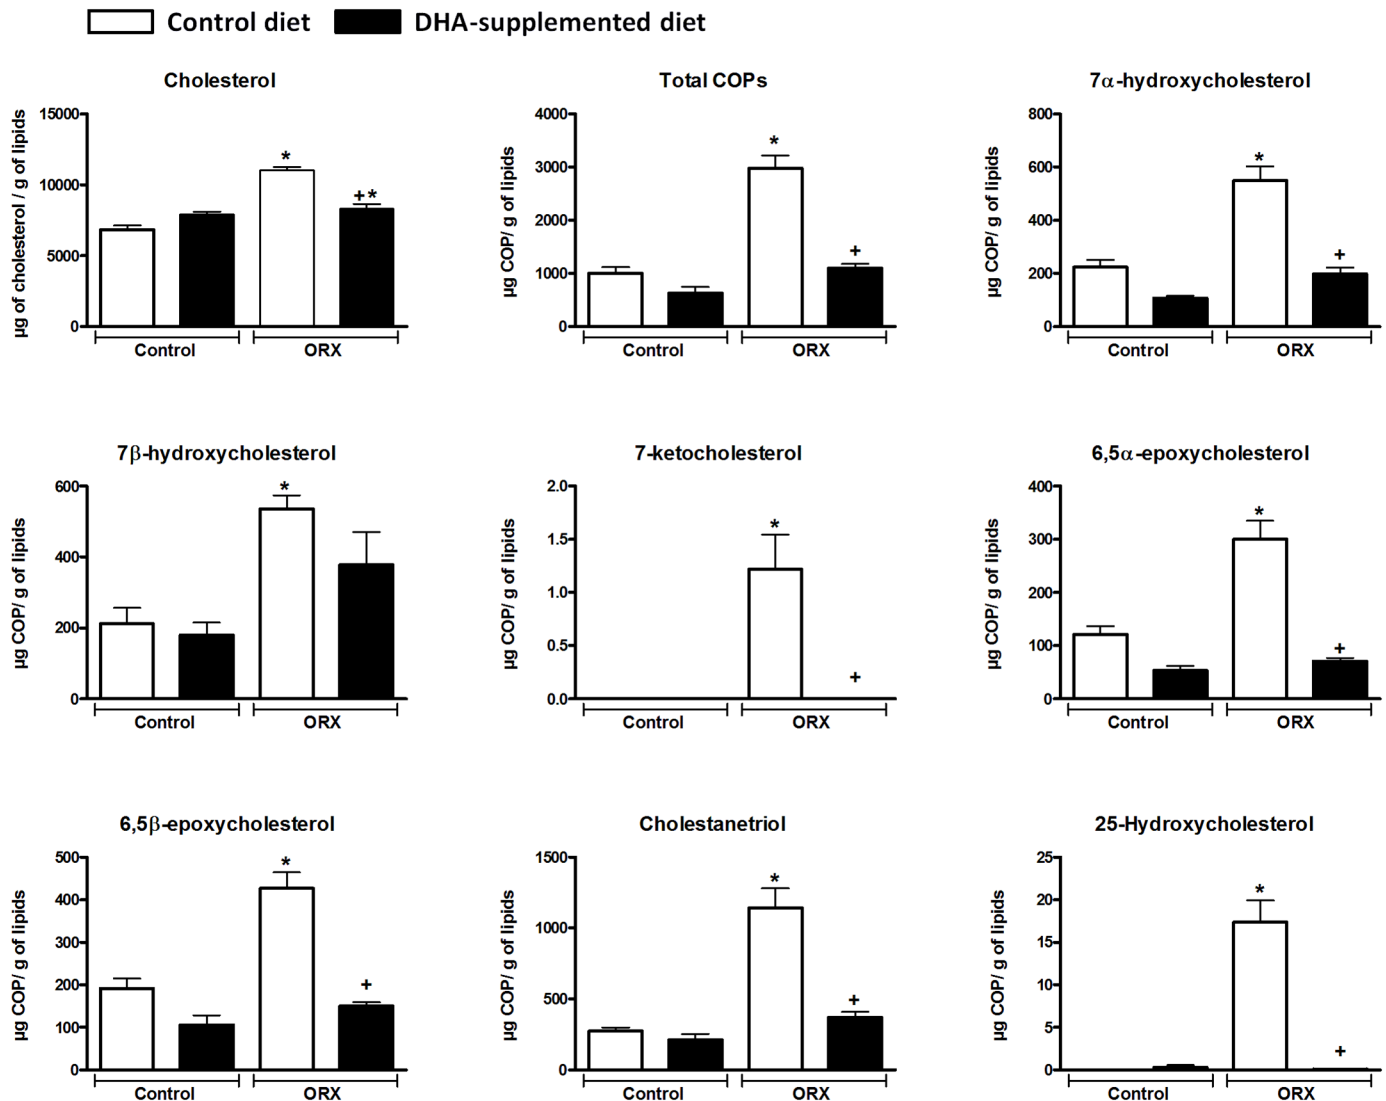 Control diet DHA-supplemented diet
Cholesterol
µg of cholesterol / g of lipids
15000
10000
5000
0
*
+*
Control ORX
Total COPs
µg COP/ g of lipids
4000
3000
2000
1000
0
*
+
Control ORX
7α-hydroxycholesterol
µg COP/ g of lipids
800
600
400
200
0
*
+
Control ORX
7β-hydroxycholesterol
µg COP/ g of lipids
600
400
200
0
*
Control ORX
7-ketocholesterol
µg COP/ g of lipids
2.0
1.5
1.0
0.5
0.0
*
+
Control ORX
6,5α-epoxycholesterol
µg COP/ g of lipids
400
300
200
100
0
*
+
Control ORX
6,5β-epoxycholesterol
µg COP/ g of lipids
500
400
300
200
100
0
*
+
Control ORX
Cholestanetriol
µg COP/ g of lipids
1500
1000
500
0
*
+
Control ORX
25-Hydroxycholesterol
µg COP/ g of lipids
25
20
15
10
5
0
*
+
Control ORX